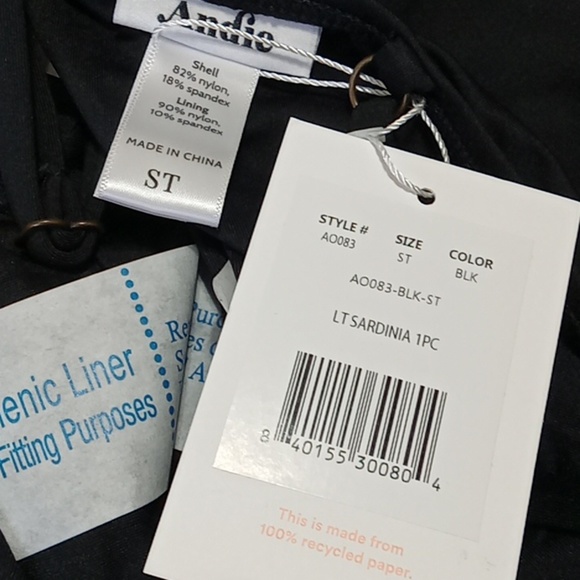 Andie
Shell
82% nylon,
18% spandex
Lining
90% nylon,
10% spandex
MADE IN CHINA
ST
STYLE #
AO083
SIZE
ST
COLOR
BLK
AO083-BLK-ST
LT SARDINIA 1PC
8 40155 30080 4
This is made from
100% recycled paper.
ienic Liner
Fitting Purposes